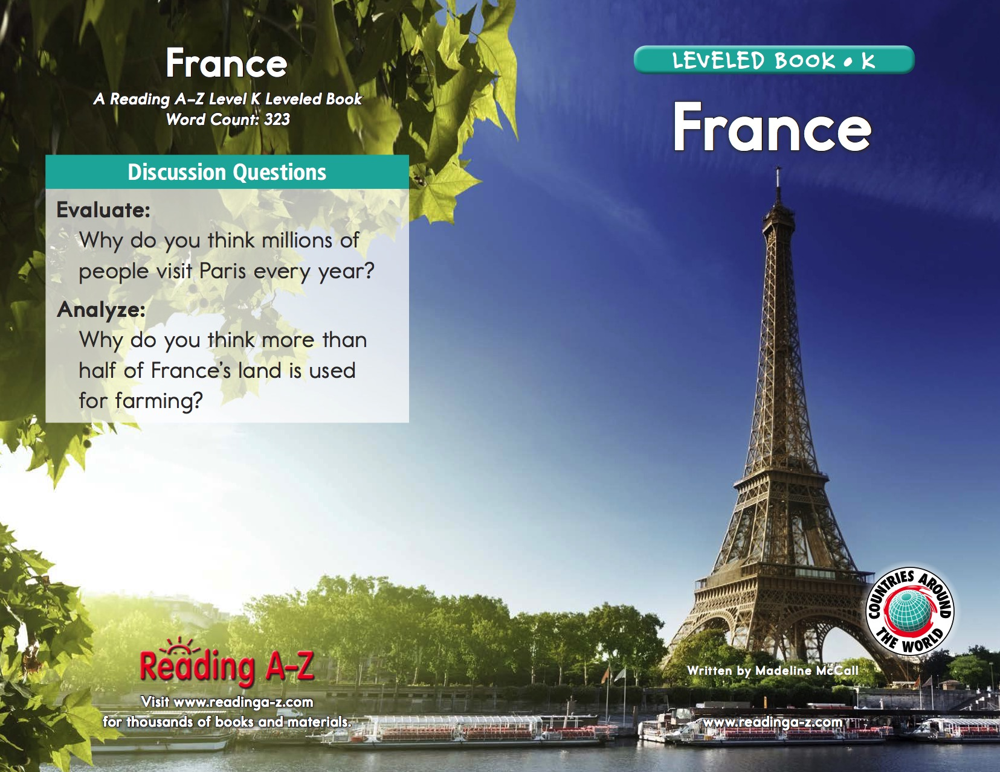 France
A Reading A–Z Level K Leveled Book
Word Count: 323
Discussion Questions
Evaluate:
Why do you think millions of
people visit Paris every year?
Analyze:
Why do you think more than
half of France’s land is used
for farming?
Reading A–Z
Visit www.readinga-z.com
for thousands of books and materials.
LEVELED BOOK • K
France
COUNTRIES AROUND
THE WORLD
Written by Madeline McCall
www.readinga-z.com